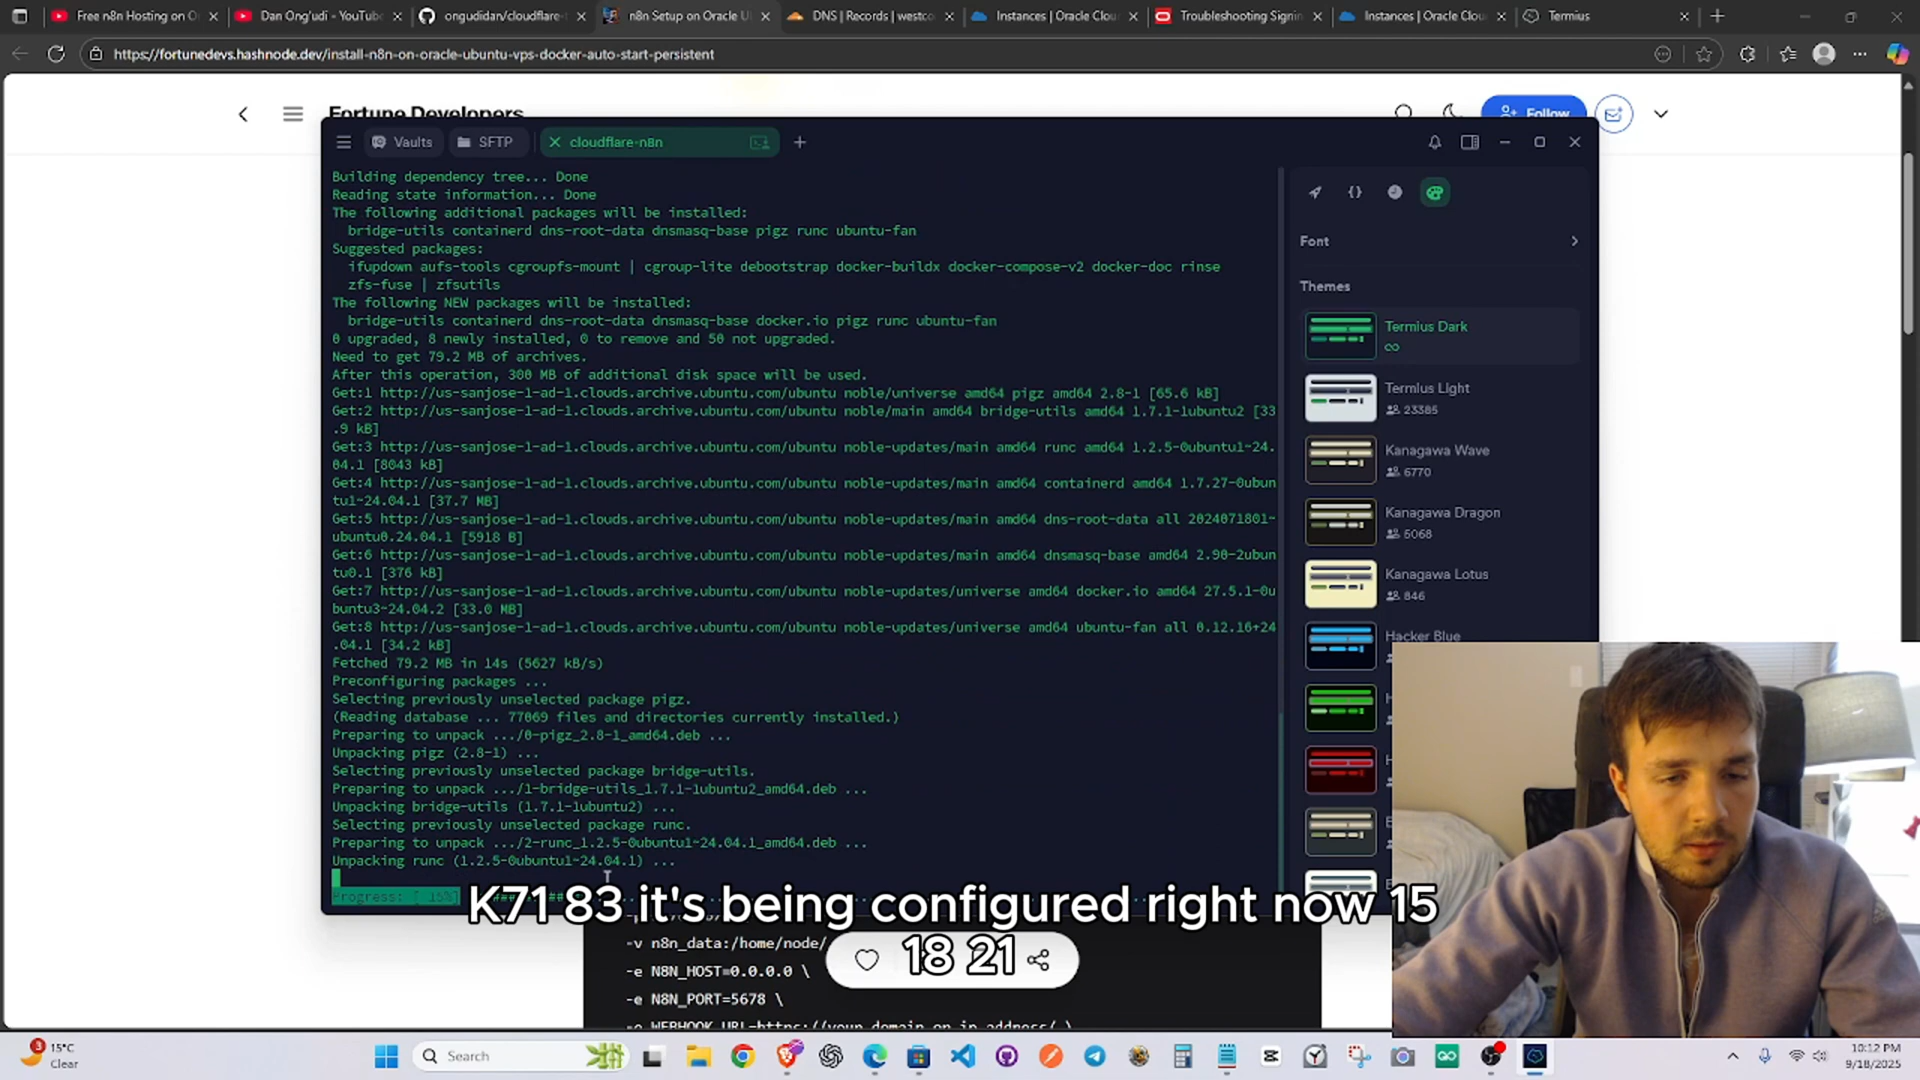 Free n8n Hosting on O
Dan Ong'udi - YouTube
ongudidan/cloudflare-
n8n Setup on Oracle U
DNS | Records | westco
Instances | Oracle Clou
Troubleshooting Signin
Instances | Oracle Clou
Termius
https://fortunedevs.hashnode.dev/install-n8n-on-oracle-ubuntu-vps-docker-auto-start-persistent
Fortune Developers
Follow
Vaults
SFTP
cloudflare-n8n
Building dependency tree... Done
Reading state information... Done
The following additional packages will be installed:
bridge-utils containerd dns-root-data dnsmasq-base pigz runc ubuntu-fan
Suggested packages:
ifupdown aufs-tools cgroupfs-mount | cgroup-lite debootstrap docker-buildx docker-compose-v2 docker-doc rinse
zfs-fuse | zfsutils
The following NEW packages will be installed:
bridge-utils containerd dns-root-data dnsmasq-base docker.io pigz runc ubuntu-fan
0 upgraded, 8 newly installed, 0 to remove and 50 not upgraded.
Need to get 79.2 MB of archives.
After this operation, 300 MB of additional disk space will be used.
Get:1 http://us-sanjose-1-ad-1.clouds.archive.ubuntu.com/ubuntu noble/universe amd64 pigz amd64 2.8-1 [65.6 kB]
Get:2 http://us-sanjose-1-ad-1.clouds.archive.ubuntu.com/ubuntu noble/main amd64 bridge-utils amd64 1.7.1-1ubuntu2 [33
.9 kB]
Get:3 http://us-sanjose-1-ad-1.clouds.archive.ubuntu.com/ubuntu noble-updates/main amd64 runc amd64 1.2.5-0ubuntu1~24.
04.1 [8043 kB]
Get:4 http://us-sanjose-1-ad-1.clouds.archive.ubuntu.com/ubuntu noble-updates/main amd64 containerd amd64 1.7.27-0ubun
tu1~24.04.1 [37.7 MB]
Get:5 http://us-sanjose-1-ad-1.clouds.archive.ubuntu.com/ubuntu noble-updates/main amd64 dns-root-data all 2024071801~
ubuntu0.24.04.1 [5918 B]
Get:6 http://us-sanjose-1-ad-1.clouds.archive.ubuntu.com/ubuntu noble-updates/main amd64 dnsmasq-base amd64 2.90-2ubun
tu0.1 [376 kB]
Get:7 http://us-sanjose-1-ad-1.clouds.archive.ubuntu.com/ubuntu noble-updates/universe amd64 docker.io amd64 27.5.1-0u
buntu3~24.04.2 [33.0 MB]
Get:8 http://us-sanjose-1-ad-1.clouds.archive.ubuntu.com/ubuntu noble-updates/universe amd64 ubuntu-fan all 0.12.16+24
.04.1 [34.2 kB]
Fetched 79.2 MB in 14s (5627 kB/s)
Preconfiguring packages ...
Selecting previously unselected package pigz.
(Reading database ... 77069 files and directories currently installed.)
Preparing to unpack .../0-pigz_2.8-1_amd64.deb ...
Unpacking pigz (2.8-1) ...
Selecting previously unselected package bridge-utils.
Preparing to unpack .../1-bridge-utils_1.7.1-1ubuntu2_amd64.deb ...
Unpacking bridge-utils (1.7.1-1ubuntu2) ...
Selecting previously unselected package runc.
Preparing to unpack .../2-runc_1.2.5-0ubuntu1~24.04.1_amd64.deb ...
Unpacking runc (1.2.5-0ubuntu1~24.04.1) ...
Progress: [ 15%]
Font
Themes
Termius Dark
Termius Light
23385
Kanagawa Wave
6770
Kanagawa Dragon
5068
Kanagawa Lotus
846
Hacker Blue
K71 83 it's being configured right now 15
18 21
-v n8n_data:/home/node/
-e N8N_HOST=0.0.0.0 \
-e N8N_PORT=5678 \
-e WEBHOOK_URL=https://your_domain_or_ip_address/ \
3
15°C
Clear
Search
10:12 PM
9/18/2025